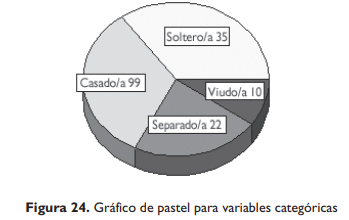 Soltero/a 35
Casado/a 99
Viudo/a 10
Separado/a 22
Figura 24. Gráfico de pastel para variables categóricas